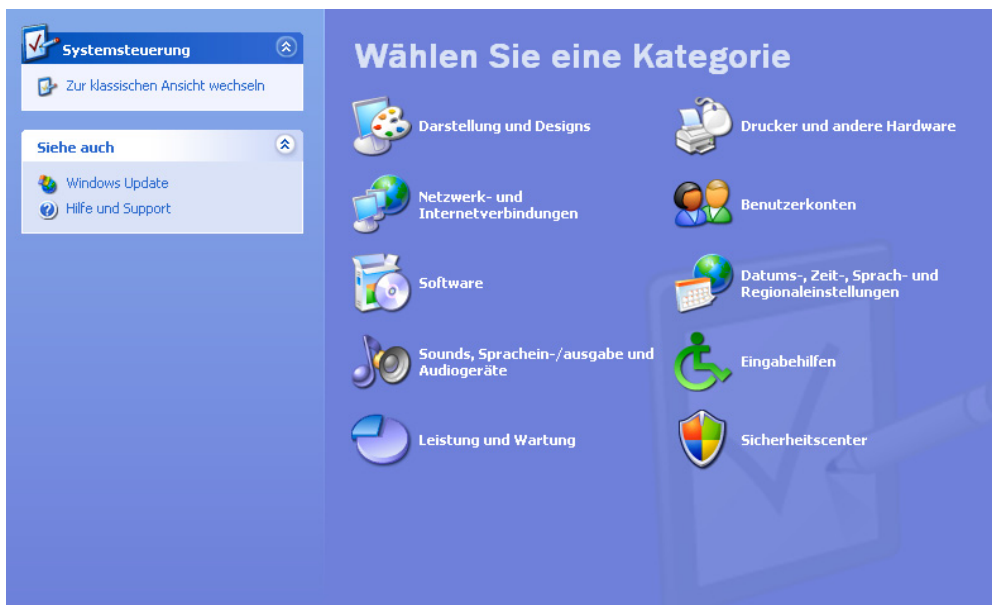 Systemsteuerung
Zur klassischen Ansicht wechseln
Siehe auch
Windows Update
Hilfe und Support
Wählen Sie eine Kategorie
Darstellung und Designs
Drucker und andere Hardware
Netzwerk- und
Internetverbindungen
Benutzerkonten
Software
Datums-, Zeit-, Sprach- und
Regionaleinstellungen
Sounds, Sprachein-/ausgabe und
Audiogeräte
Eingabehilfen
Leistung und Wartung
Sicherheitscenter